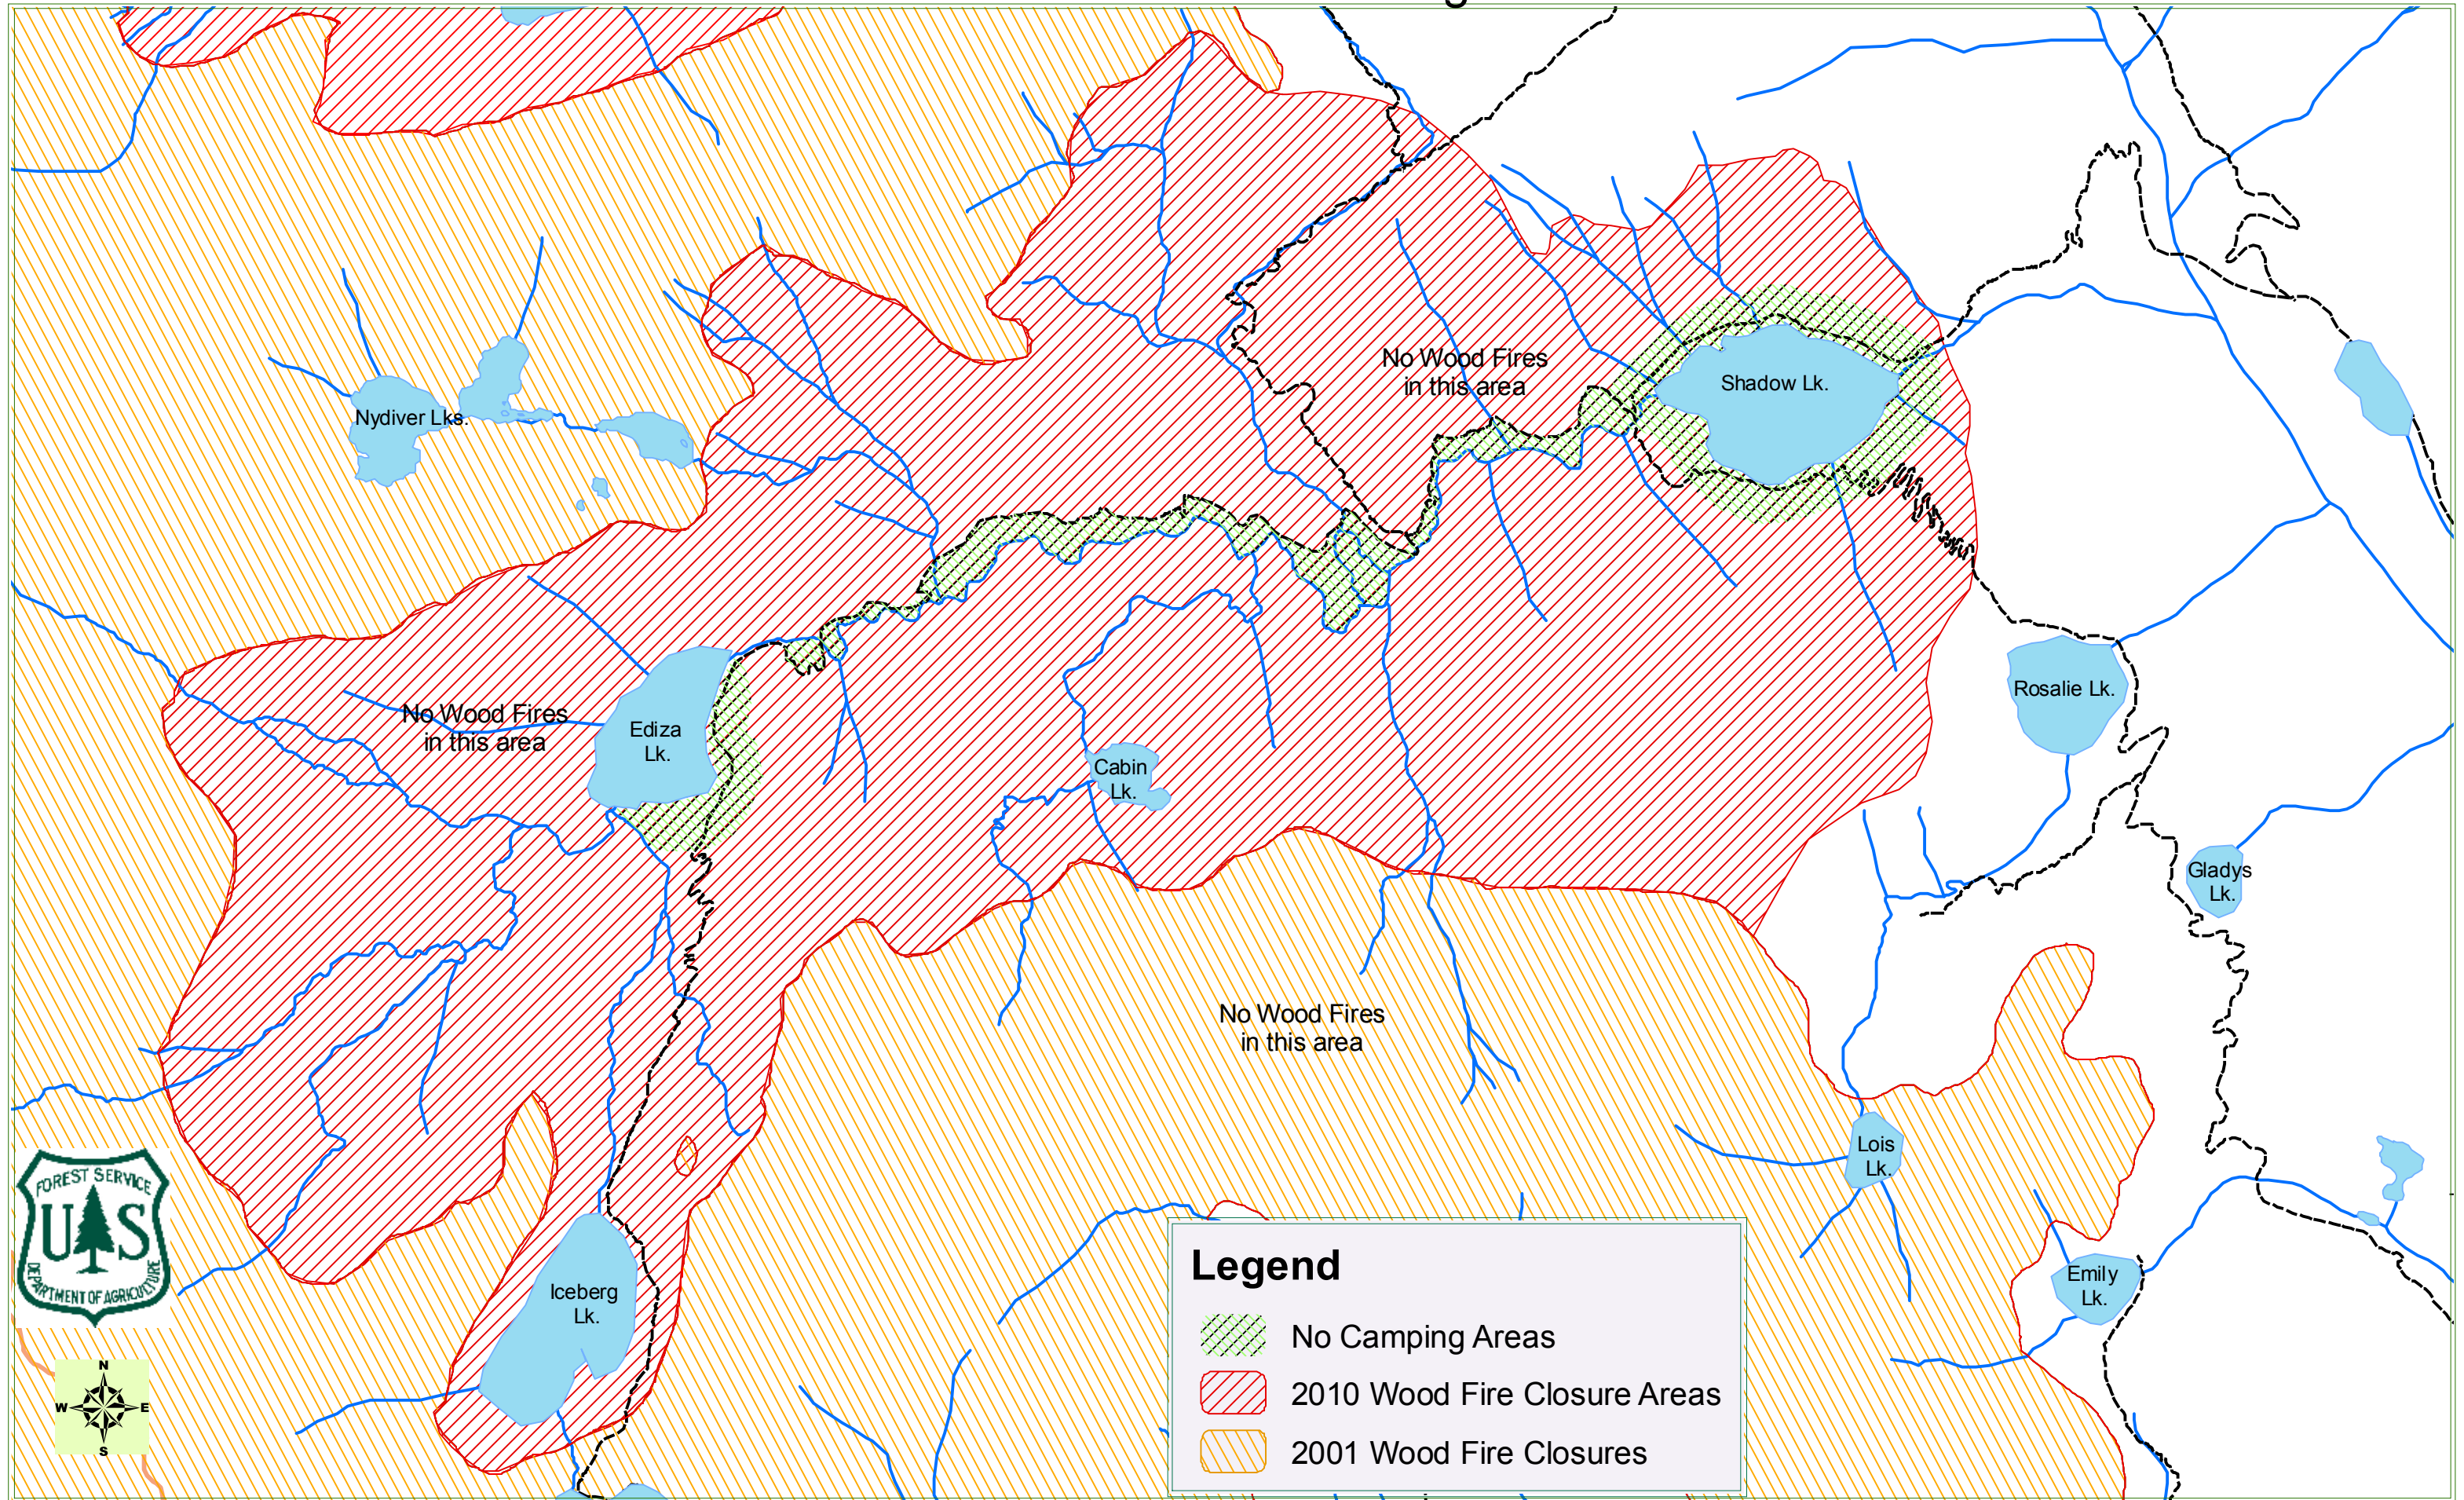 No Wood Fires
in this area
Shadow Lk.
Nydiver Lks.
Rosalie Lk.
No Wood Fires
in this area
Ediza
Lk.
Cabin
Lk.
Gladys
Lk.
No Wood Fires
in this area
Lois
Lk.
FOREST SERVICE
U S
DEPARTMENT OF AGRICULTURE
Emily
Lk.
Iceberg
Lk.
N
W E
S
Legend
No Camping Areas
2010 Wood Fire Closure Areas
2001 Wood Fire Closures